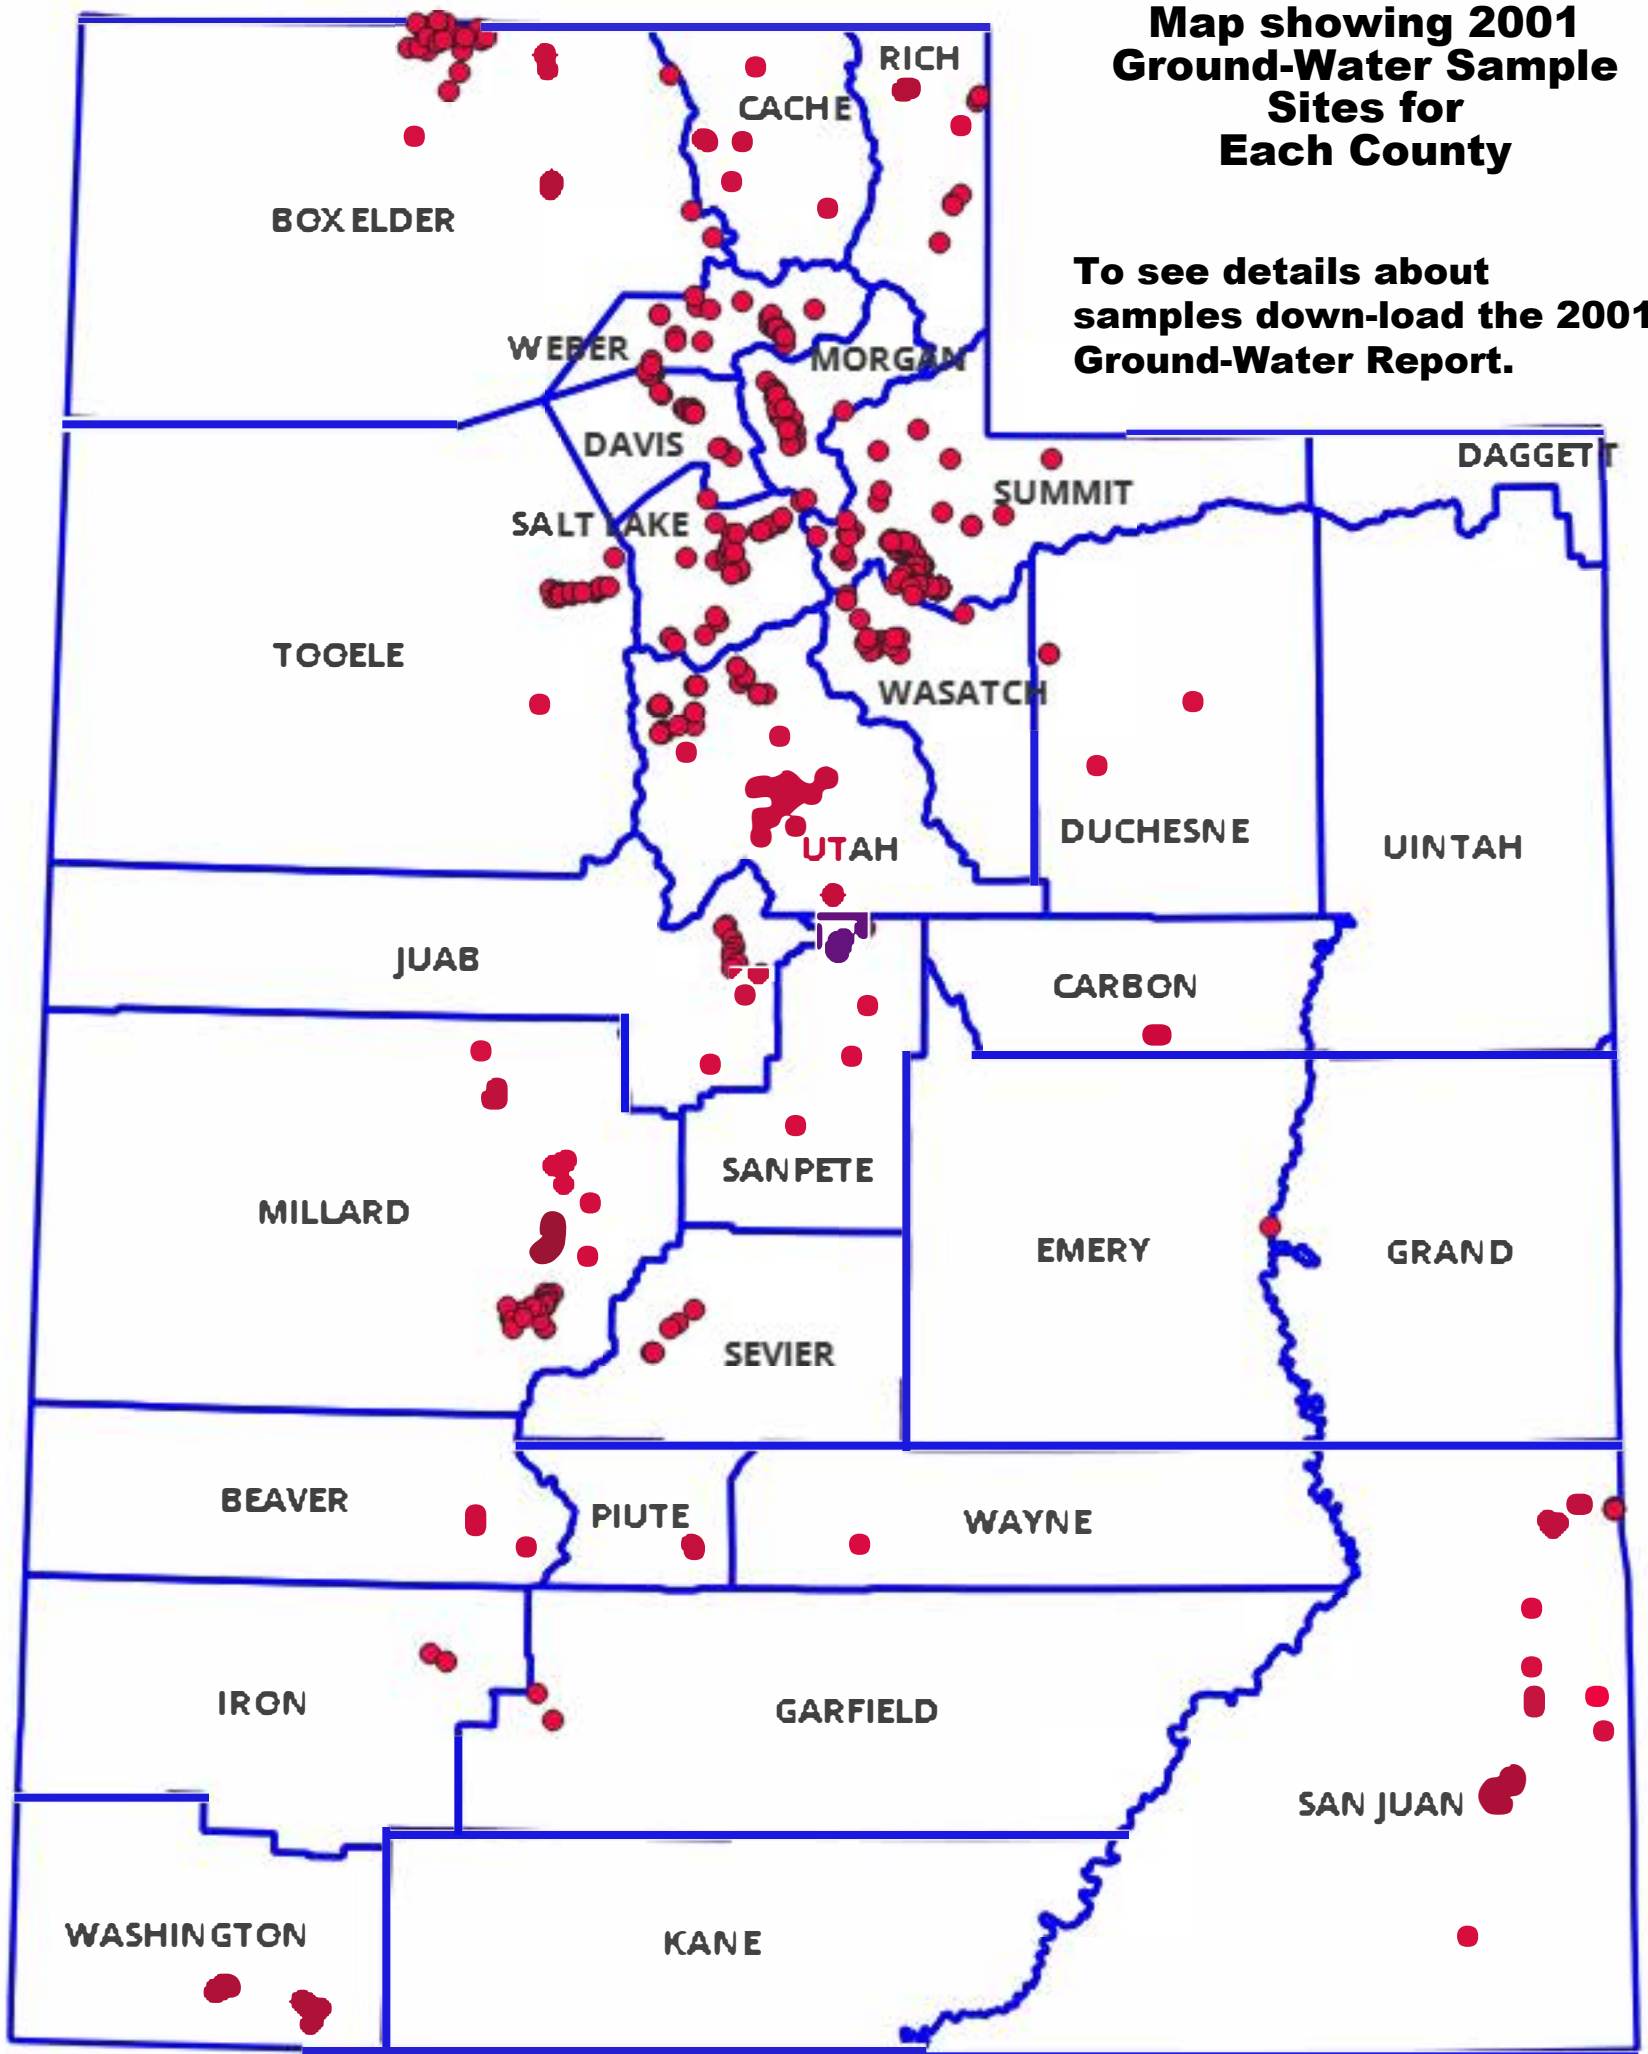 Map showing 2001
Ground-Water Sample
Sites for
Each County
To see details about
samples down-load the 2001
Ground-Water Report.
RICH
CACHE
BOX ELDER
WEBER
MORGAN
DAVIS
DAGGETT
SUMMIT
SALT LAKE
TOOELE
WASATCH
DUCHESNE
UTAH
UINTAH
JUAB
CARBON
SANPETE
MILLARD
EMERY
GRAND
SEVIER
BEAVER
PIUTE
WAYNE
IRON
GARFIELD
SAN JUAN
WASHINGTON
KANE